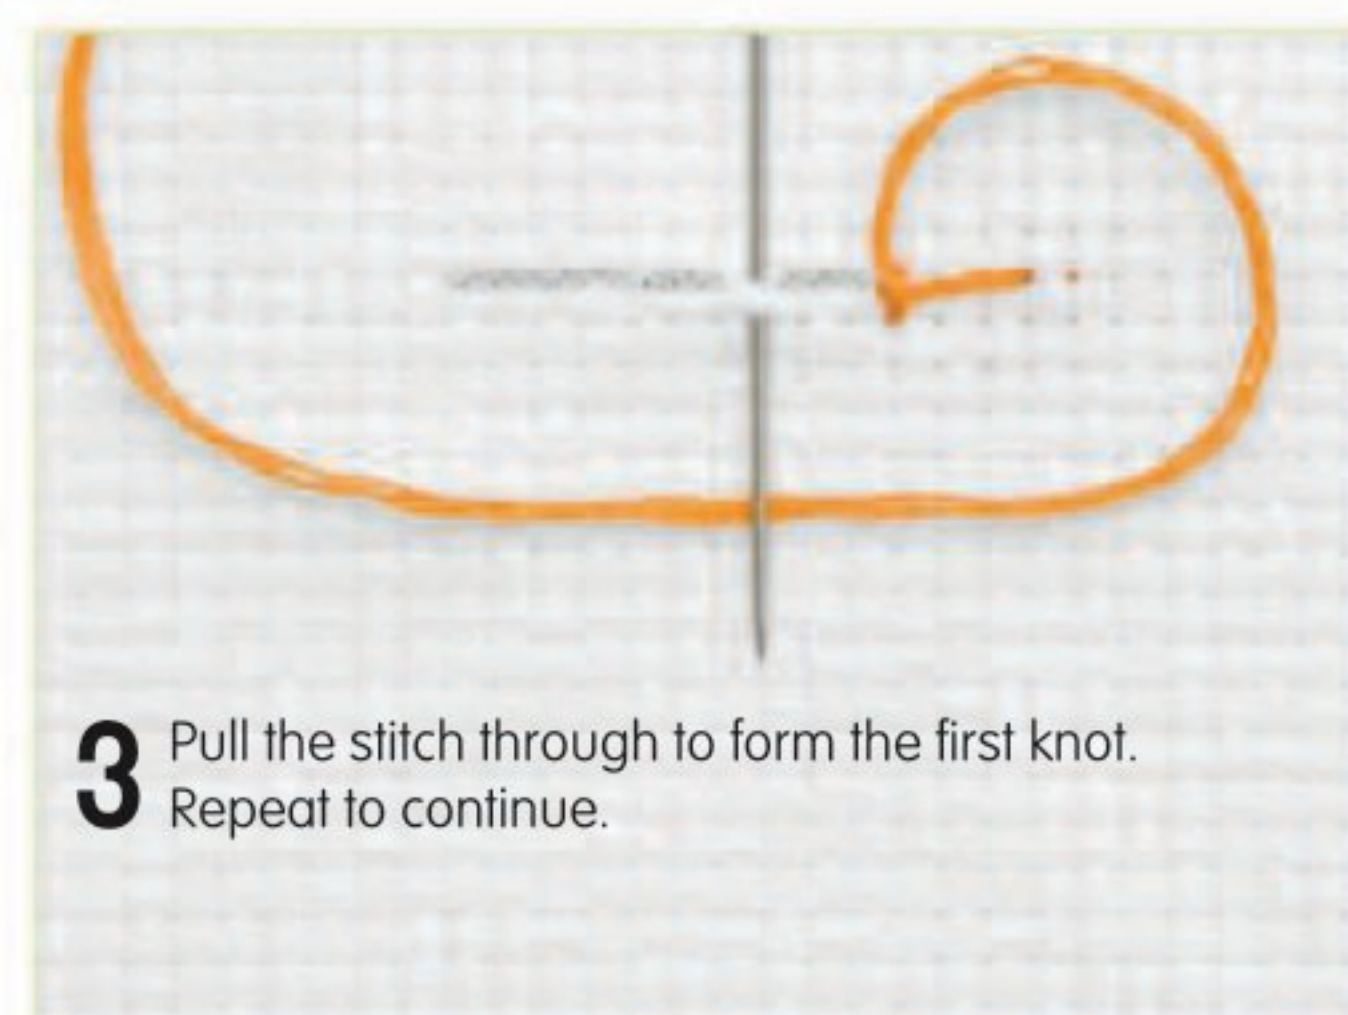 3 Pull the stitch through to form the first knot.
Repeat to continue.